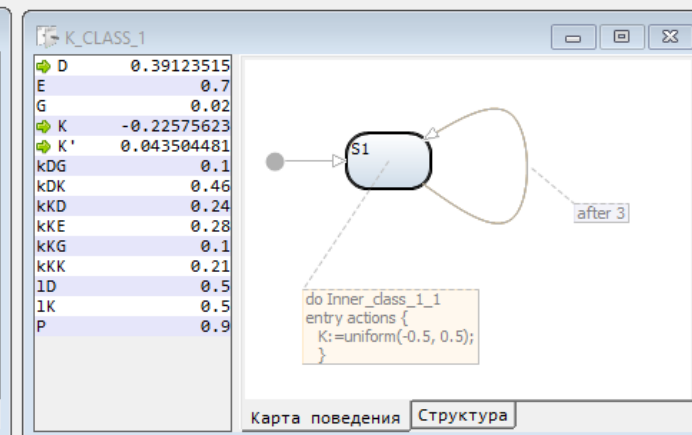 K_CLASS_1
D 0.39123515
E 0.7
G 0.02
K -0.22575623
K' 0.043504481
kDG 0.1
kDK 0.46
kKD 0.24
kKE 0.28
kKG 0.1
kKK 0.21
lD 0.5
lK 0.5
P 0.9
S1
after 3
do Inner_class_1_1
entry actions {
K:=uniform(-0.5, 0.5);
}
Карта поведения Структура